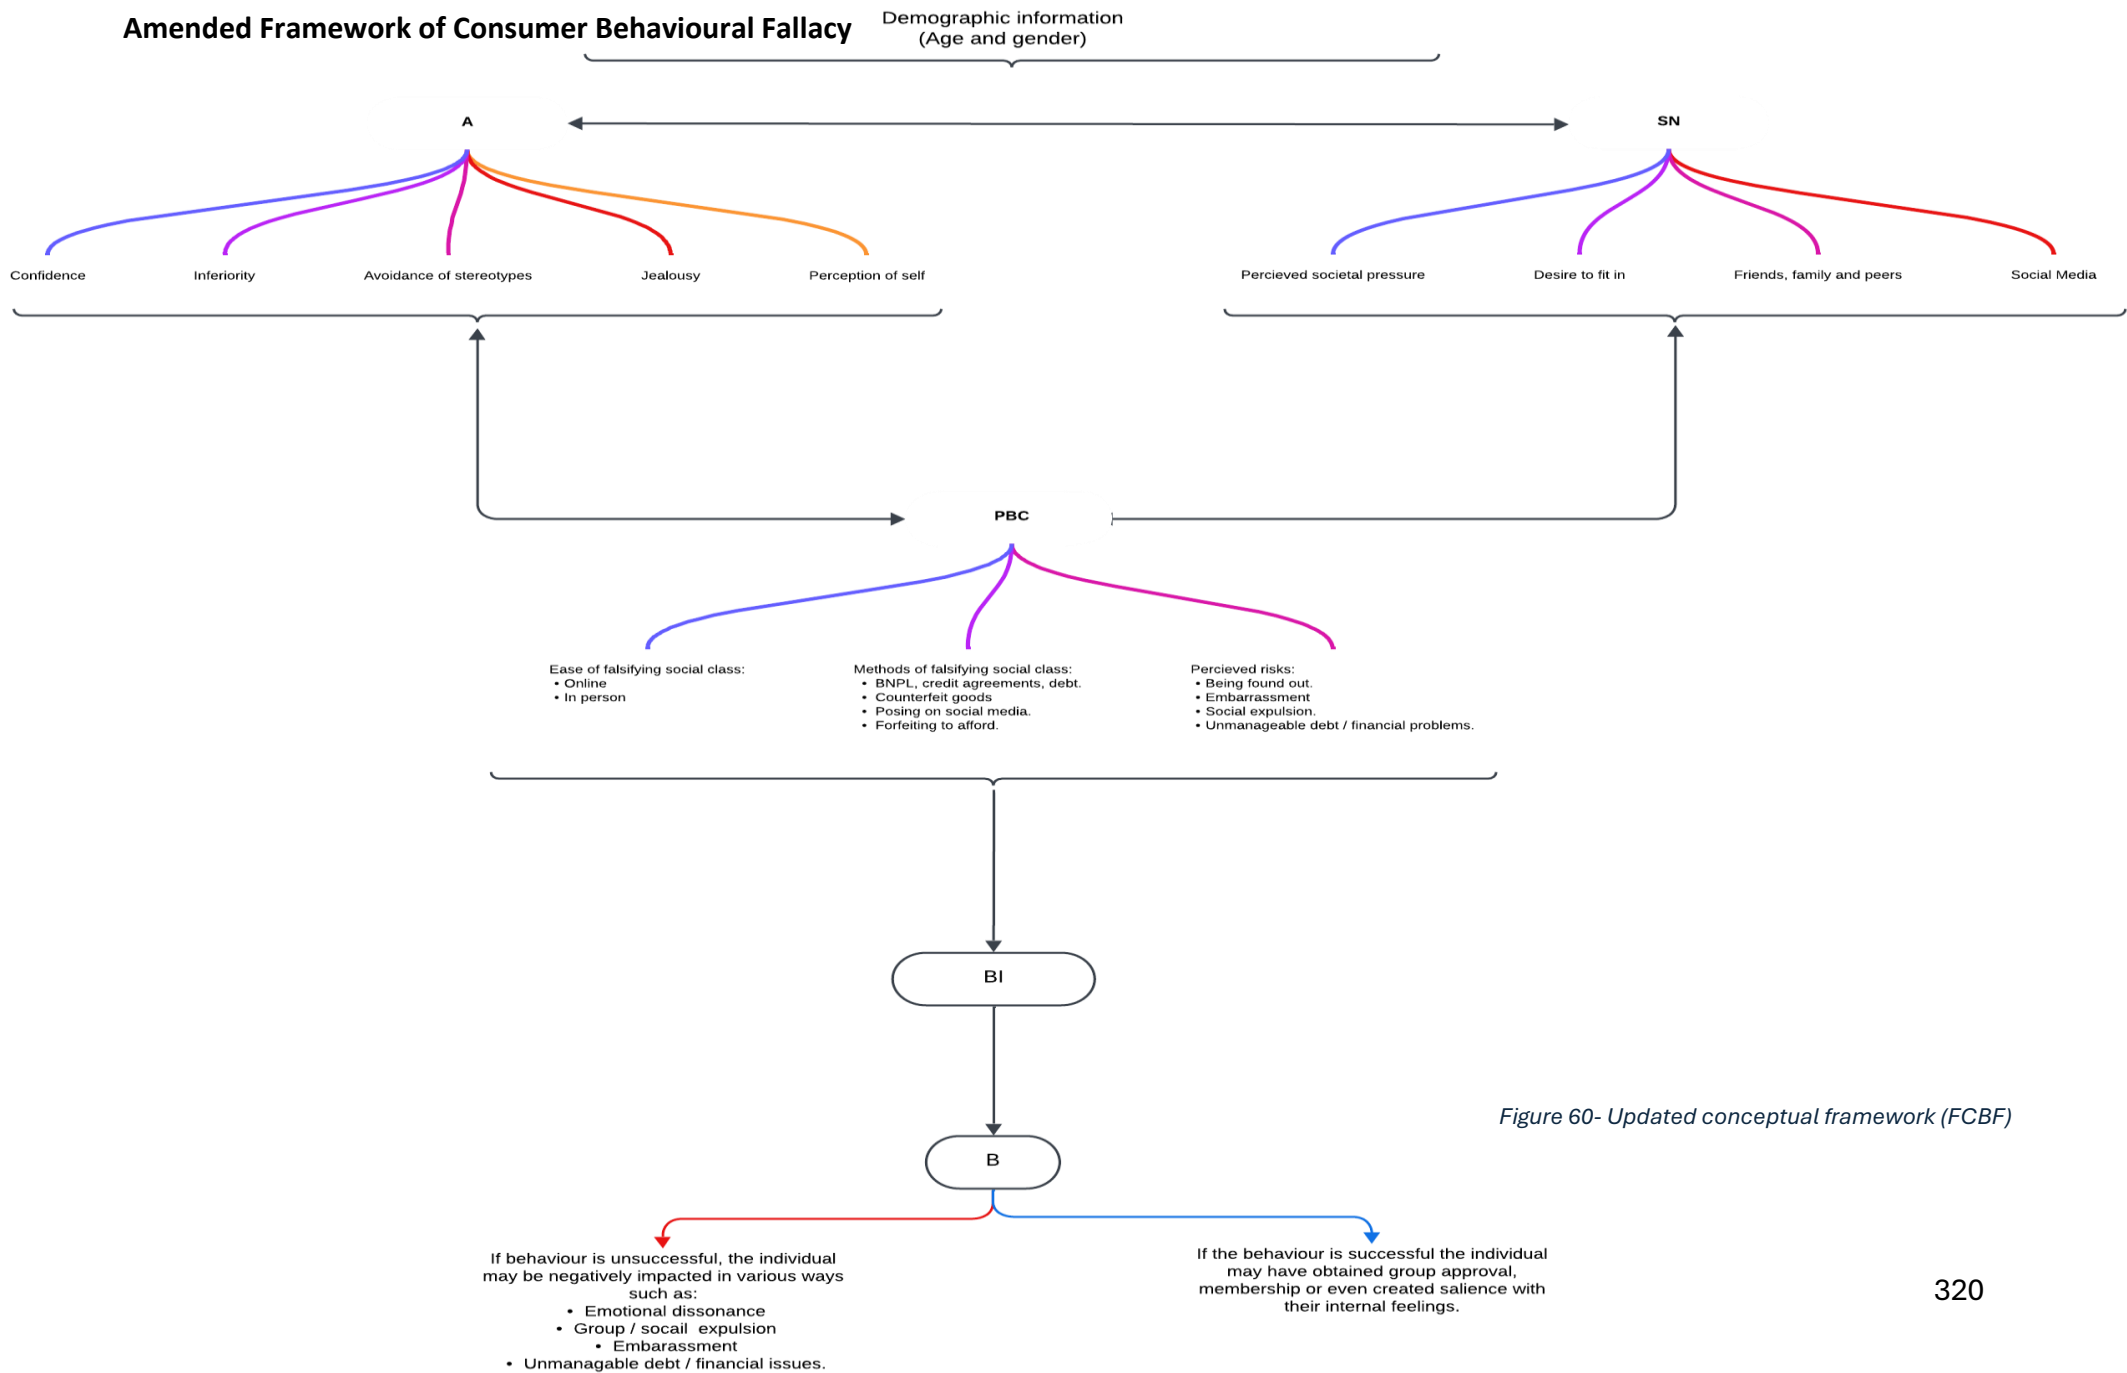 Amended Framework of Consumer Behavioural Fallacy
Demographic information
(Age and gender)
A
SN
Confidence
Inferiority
Avoidance of stereotypes
Jealousy
Perception of self
Percieved societal pressure
Desire to fit in
Friends, family and peers
Social Media
PBC
Ease of falsifying social class:
• Online
• In person
Methods of falsifying social class:
• BNPL, credit agreements, debt.
• Counterfeit goods
• Posing on social media.
• Forfeiting to afford.
Percieved risks:
• Being found out.
• Embarrassment
• Social expulsion.
• Unmanageable debt / financial problems.
BI
Figure 60- Updated conceptual framework (FCBF)
B
If behaviour is unsuccessful, the individual
may be negatively impacted in various ways
such as:
• Emotional dissonance
• Group / socail expulsion
• Embarassment
• Unmanagable debt / financial issues.
If the behaviour is successful the individual
may have obtained group approval,
membership or even created salience with
their internal feelings.
320